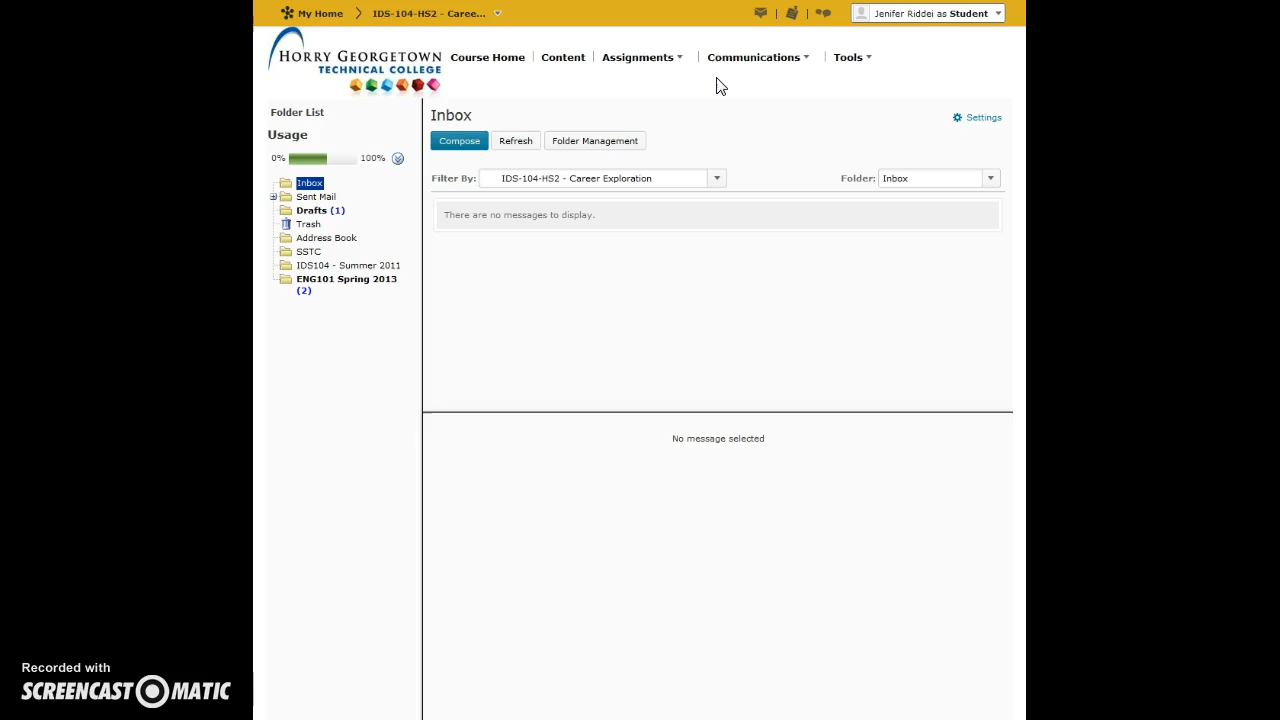 My Home IDS-104-HS2 - Caree... Jenifer Riddei as Student
HORRY GEORGETOWN
TECHNICAL COLLEGE
Course Home Content Assignments Communications Tools
Folder List
Usage
0% 100%
Inbox
Sent Mail
Drafts (1)
Trash
Address Book
SSTC
IDS104 - Summer 2011
ENG101 Spring 2013
(2)
Inbox
Settings
Compose Refresh Folder Management
Filter By: IDS-104-HS2 - Career Exploration Folder: Inbox
There are no messages to display.
No message selected
Recorded with
SCREENCAST MATIC